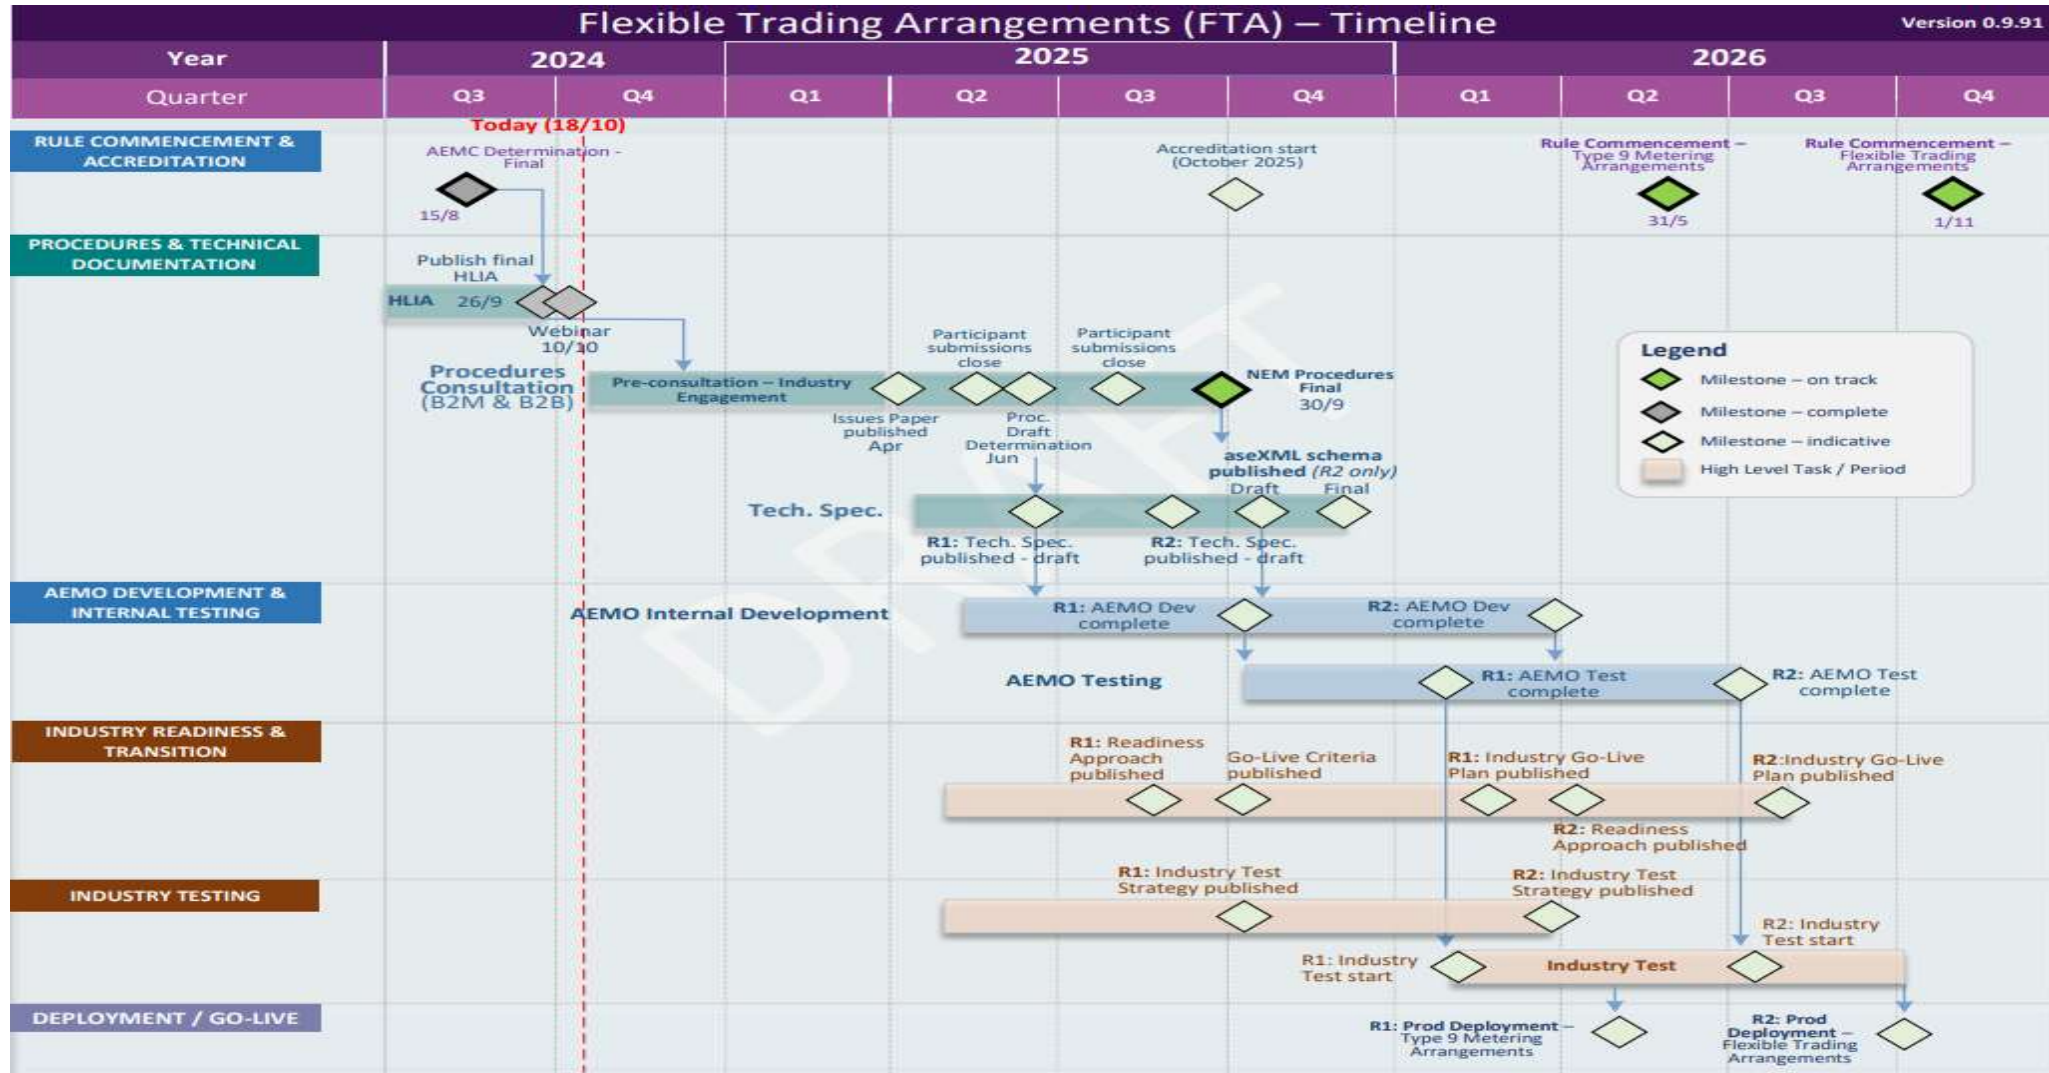 Flexible Trading Arrangements (FTA) – Timeline
Version 0.9.91
Year
2024
2025
2026
Quarter
Q3
Q4
Q1
Q2
Q3
Q4
Q1
Q2
Q3
Q4
Today (18/10)
RULE COMMENCEMENT &
ACCREDITATION
AEMC Determination -
Final
15/8
Accreditation start
(October 2025)
Rule Commencement –
Type 9 Metering
Arrangements
31/5
Rule Commencement –
Flexible Trading
Arrangements
1/11
PROCEDURES & TECHNICAL
DOCUMENTATION
Publish final
HLIA
HLIA
26/9
Webinar
10/10
Procedures
Consultation
(B2M & B2B)
Pre-consultation – Industry
Engagement
Issues Paper
published
Apr
Participant
submissions
close
Proc.
Draft
Determination
Jun
Participant
submissions
close
NEM Procedures
Final
30/9
aseXML schema
published (R2 only)
Draft
Final
Tech. Spec.
R1: Tech. Spec.
published - draft
R2: Tech. Spec.
published - draft
Legend
Milestone – on track
Milestone – complete
Milestone – indicative
High Level Task / Period
DRAFT
AEMO DEVELOPMENT &
INTERNAL TESTING
AEMO Internal Development
R1: AEMO Dev
complete
R2: AEMO Dev
complete
AEMO Testing
R1: AEMO Test
complete
R2: AEMO Test
complete
INDUSTRY READINESS &
TRANSITION
R1: Readiness
Approach
published
Go-Live Criteria
published
R1: Industry Go-Live
Plan published
R2:Industry Go-Live
Plan published
R2: Readiness
Approach published
INDUSTRY TESTING
R1: Industry Test
Strategy published
R2: Industry Test
Strategy published
R1: Industry
Test start
Industry Test
R2: Industry
Test start
DEPLOYMENT / GO-LIVE
R1: Prod Deployment –
Type 9 Metering
Arrangements
R2: Prod
Deployment –
Flexible Trading
Arrangements